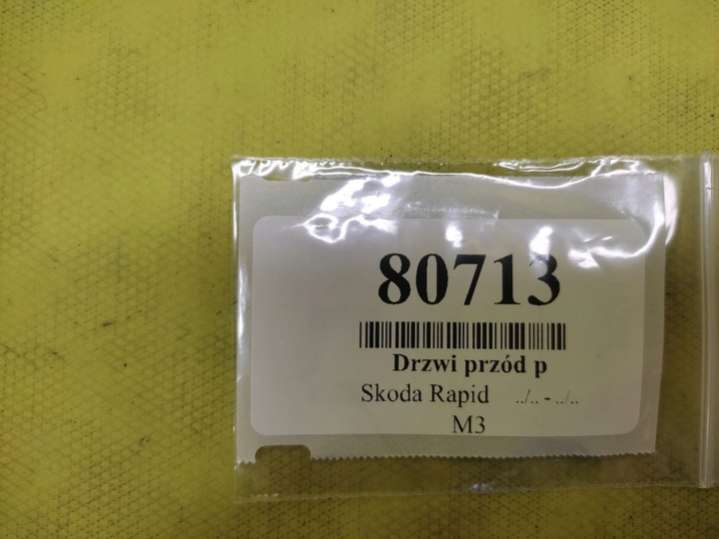 80713
Drzwi przód p
Skoda Rapid ../.. - ../..
M3